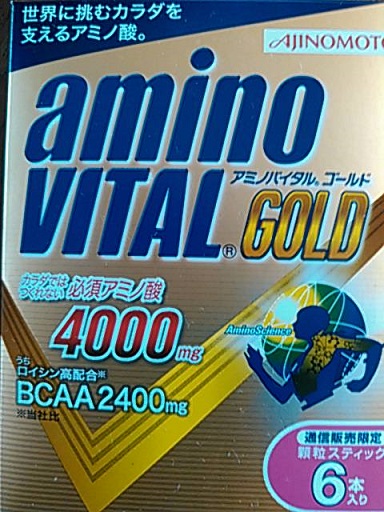 世界に挑むカラダを
支えるアミノ酸。
AJINOMOTO
amino
VITAL®
アミノバイタル® ゴールド
GOLD
カラダでは
つくれない
必須アミノ酸
4000mg
AminoScience
うち
ロイシン高配合※
BCAA2400mg
※当社比
通信販売限定
顆粒スティック
6本
入り